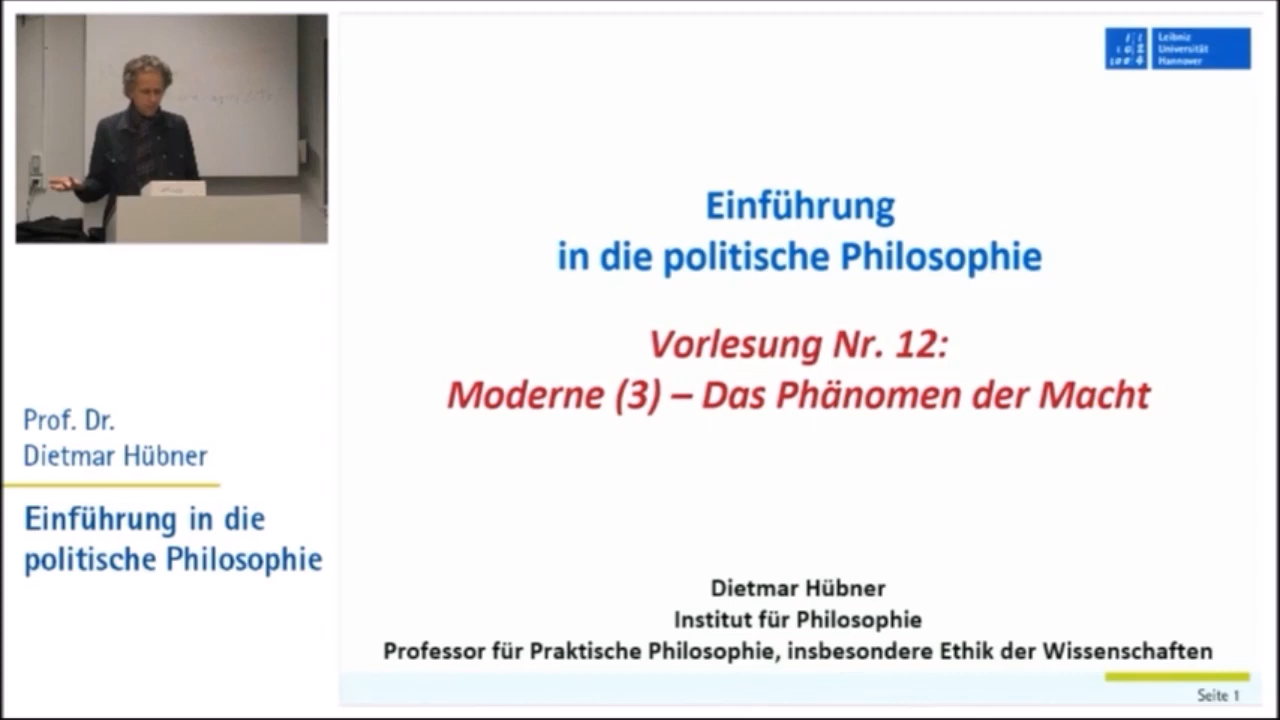 Leibniz
Universität
Hannover
Einführung
in die politische Philosophie
Vorlesung Nr. 12:
Moderne (3) – Das Phänomen der Macht
Prof. Dr.
Dietmar Hübner
Einführung in die
politische Philosophie
Dietmar Hübner
Institut für Philosophie
Professor für Praktische Philosophie, insbesondere Ethik der Wissenschaften
Seite 1